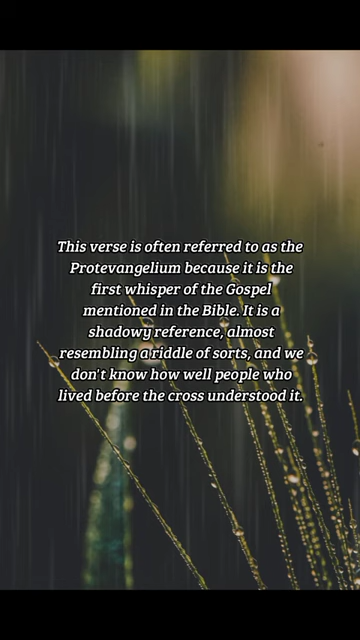 This verse is often referred to as the
Protevangelium because it is the
first whisper of the Gospel
mentioned in the Bible. It is a
shadowy reference, almost
resembling a riddle of sorts, and we
don't know how well people who
lived before the cross understood it.